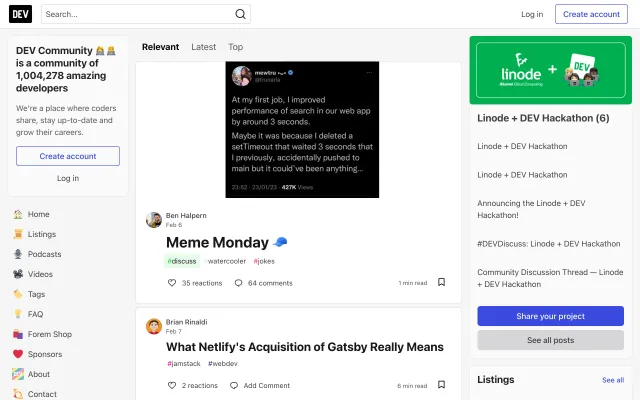 DEV
Search...
Log in
Create account
DEV Community
is a community of
1,004,278 amazing
developers
We're a place where coders
share, stay up-to-date and
grow their careers.
Create account
Log in
Home
Listings
Podcasts
Videos
Tags
FAQ
Forem Shop
Sponsors
About
Contact
Relevant
Latest
Top
mewtru
At my first job, I improved
performance of search in our web app
by around 3 seconds.
Maybe it was because I deleted a
setTimeout that waited 3 seconds that
I previously, accidentally pushed to
main but it could've been anything...
23:52 · 23/01/23 · 427K Views
Ben Halpern
Feb 6
Meme Monday 🧢
#discuss #watercooler #jokes
35 reactions
64 comments
1 min read
Brian Rinaldi
Feb 7
What Netlify's Acquisition of Gatsby Really Means
#jamstack #webdev
2 reactions
Add Comment
6 min read
linode
DEV
Linode + DEV Hackathon (6)
Linode + DEV Hackathon
Linode + DEV Hackathon
Announcing the Linode + DEV
Hackathon!
#DEVDiscuss: Linode + DEV Hackathon
Community Discussion Thread — Linode
+ DEV Hackathon
Share your project
See all posts
Listings
See all